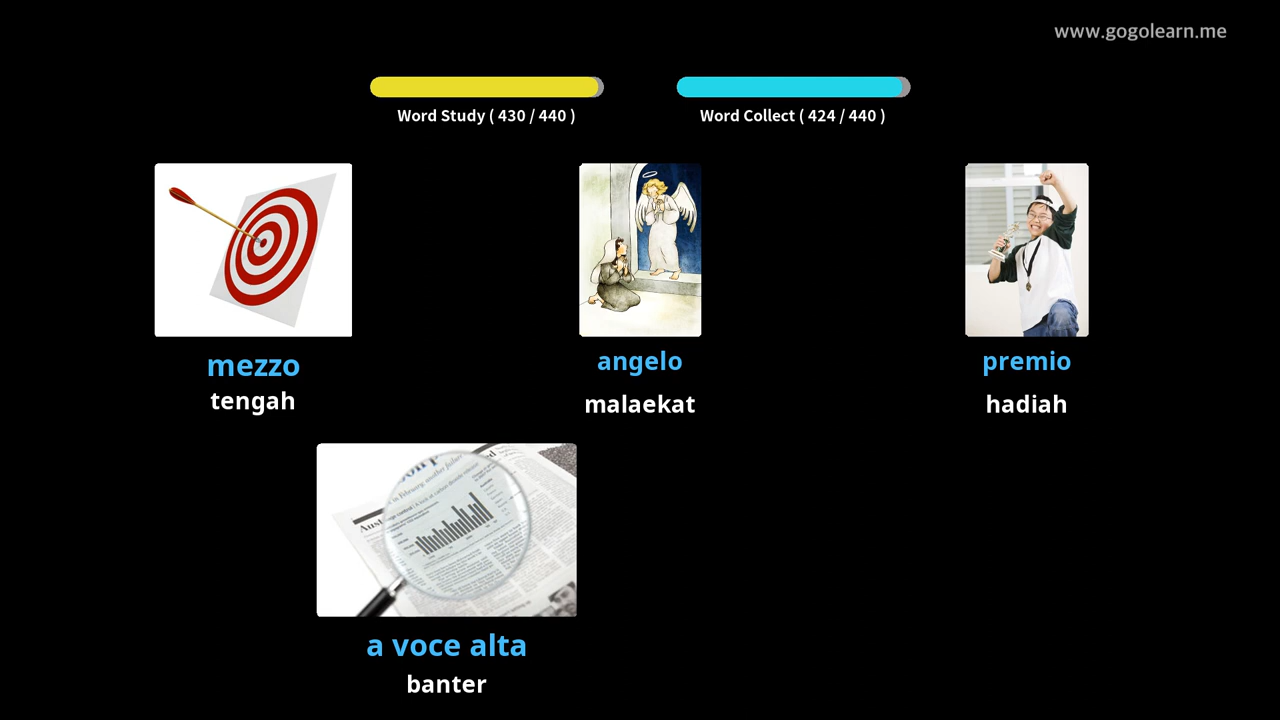 www.gogolearn.me
Word Study ( 430 / 440 )
Word Collect ( 424 / 440 )
mezzo
tengah
angelo
malaekat
premio
hadiah
a voce alta
banter